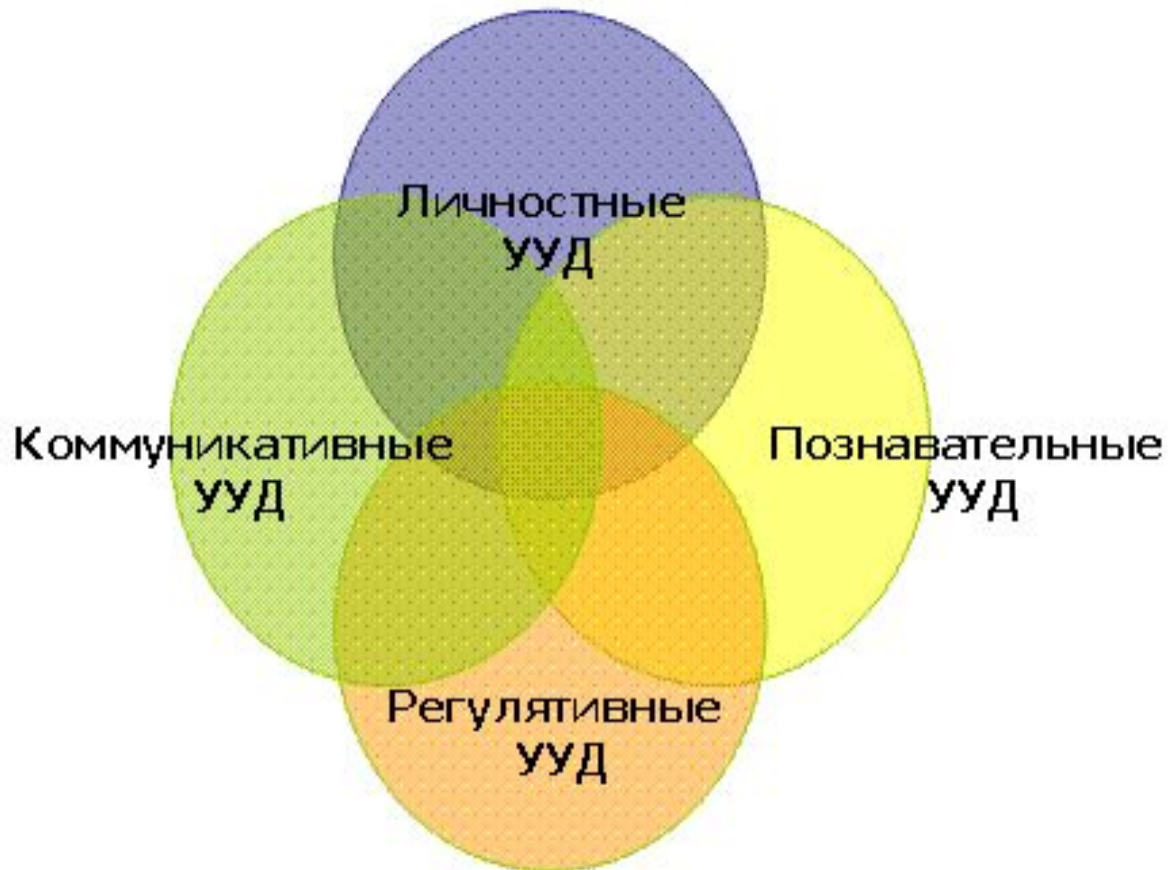 Личностные
УУД
Коммуникативные
УУД
Познавательные
УУД
Регулятивные
УУД